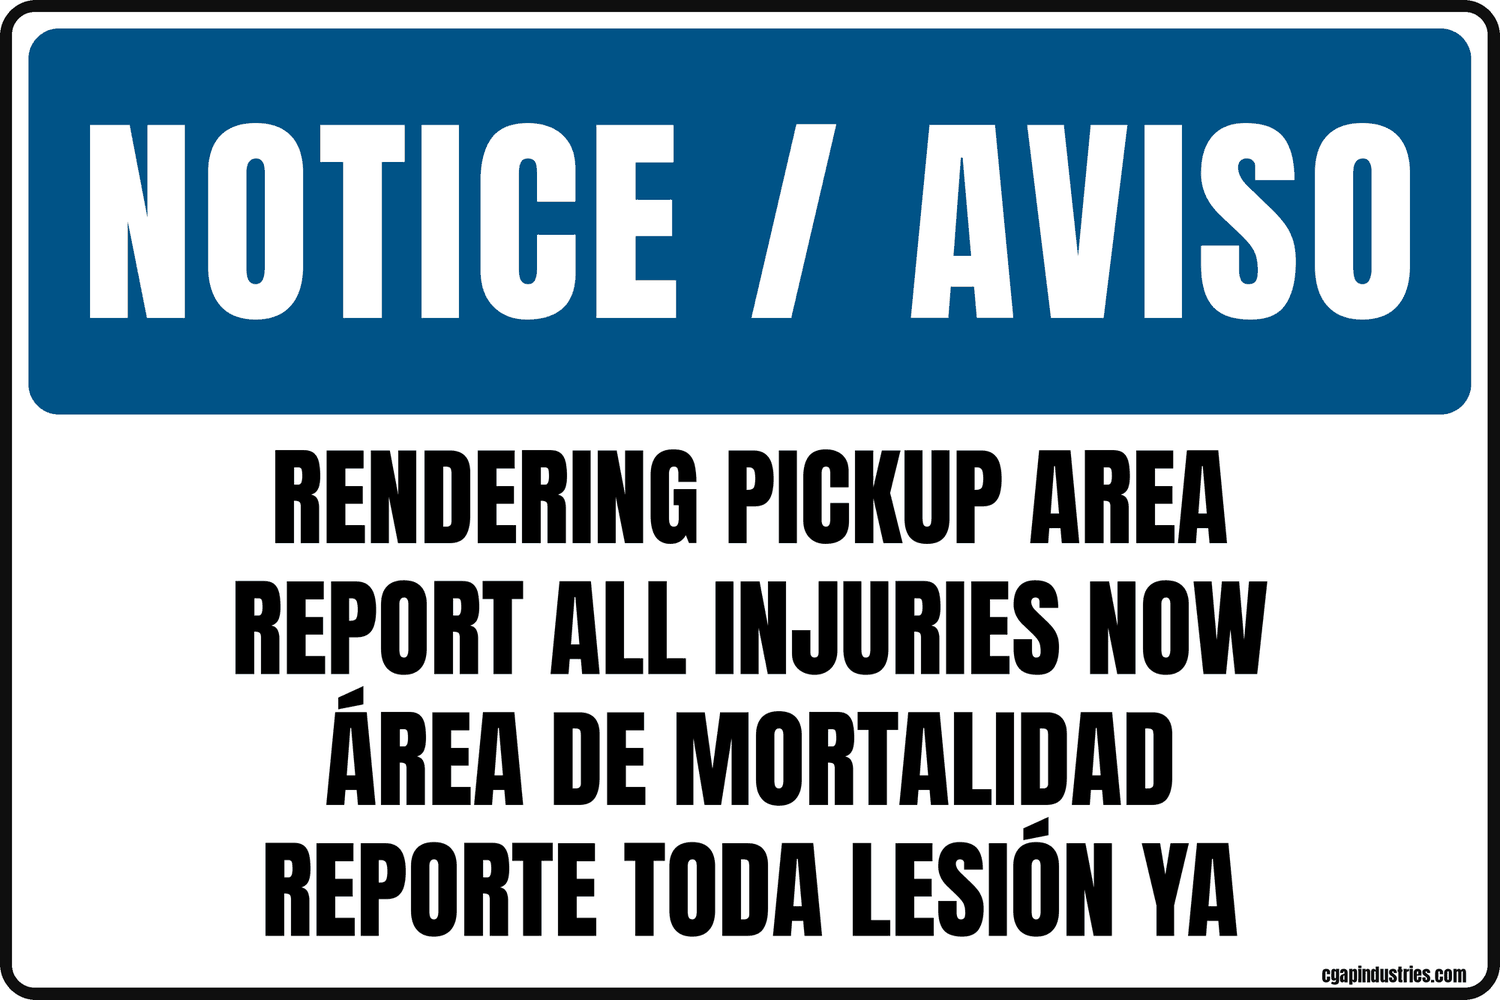 NOTICE / AVISO
RENDERING PICKUP AREA
REPORT ALL INJURIES NOW
ÁREA DE MORTALIDAD
REPORTE TODA LESIÓN YA
cgapindustries.com